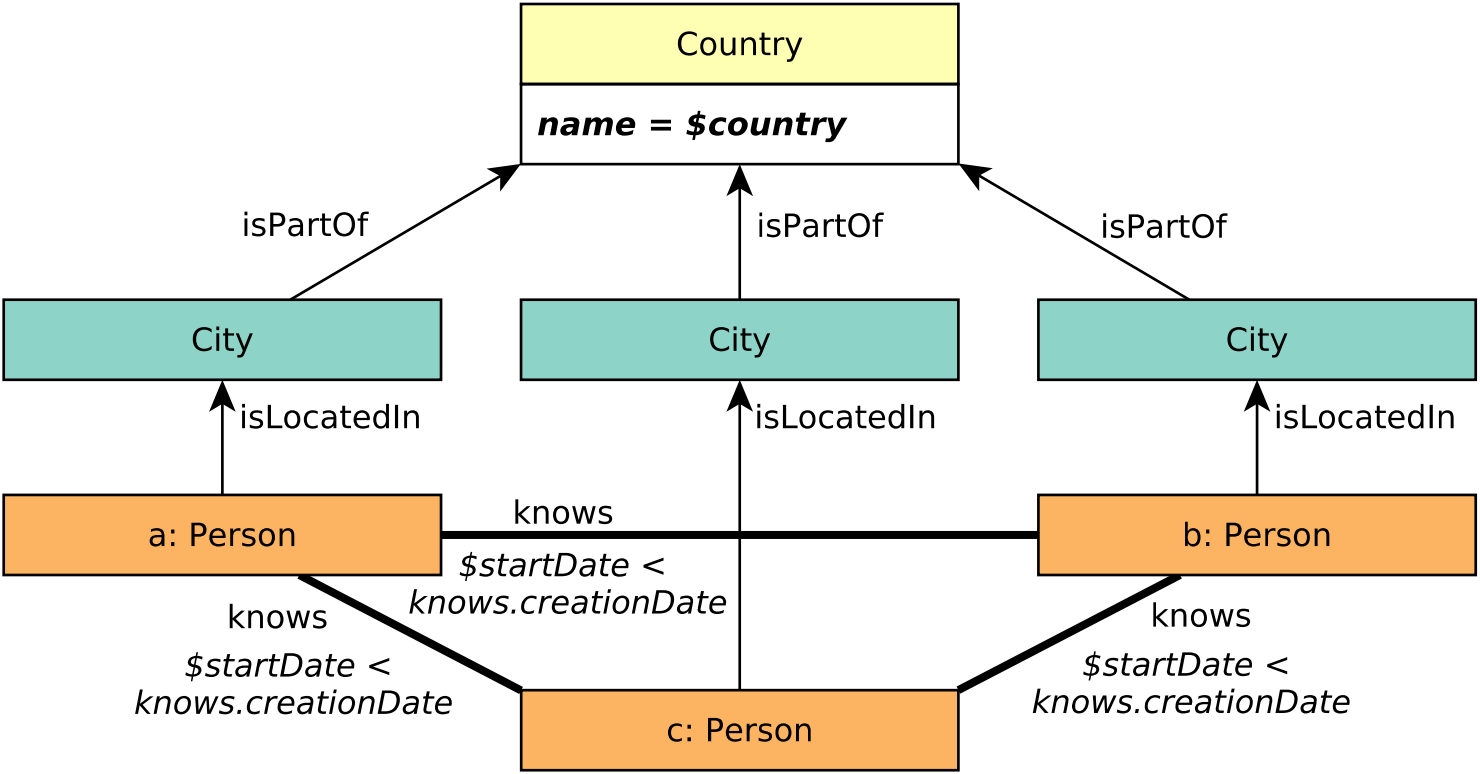 Country
name = $country
isPartOf
isPartOf
isPartOf
City
City
City
isLocatedIn
isLocatedIn
isLocatedIn
a: Person
knows
b: Person
$startDate <
knows.creationDate
knows
$startDate <
knows.creationDate
knows
$startDate <
knows.creationDate
c: Person